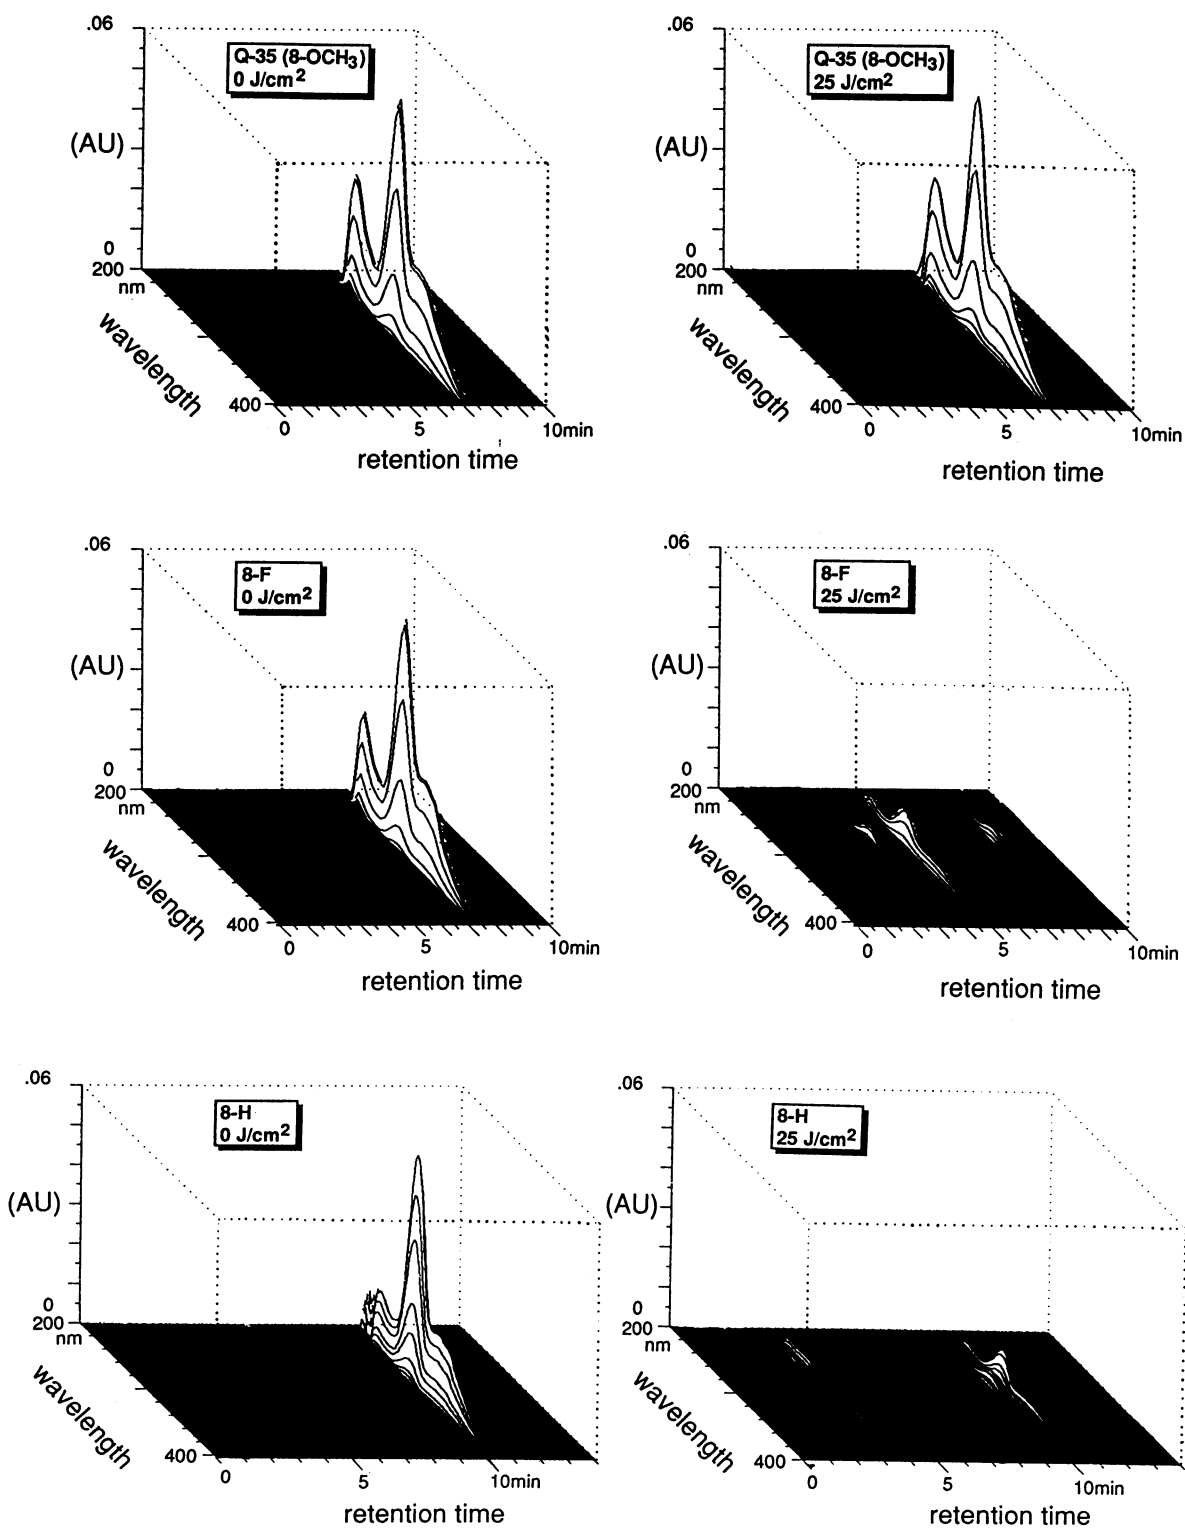 .06
Q-35 (8-OCH3)
0 J/cm2
(AU)
0
200
nm
wavelength
400
0
5
10min
retention time
.06
Q-35 (8-OCH3)
25 J/cm2
(AU)
0
200
nm
wavelength
400
0
5
10min
retention time
.06
8-F
0 J/cm2
(AU)
0
200
nm
wavelength
400
0
5
10min
retention time
.06
8-F
25 J/cm2
(AU)
0
200
nm
wavelength
400
0
5
10min
retention time
.06
8-H
0 J/cm2
(AU)
0
200
nm
wavelength
400
0
5
10min
retention time
.06
8-H
25 J/cm2
(AU)
0
200
nm
wavelength
400
0
5
10min
retention time